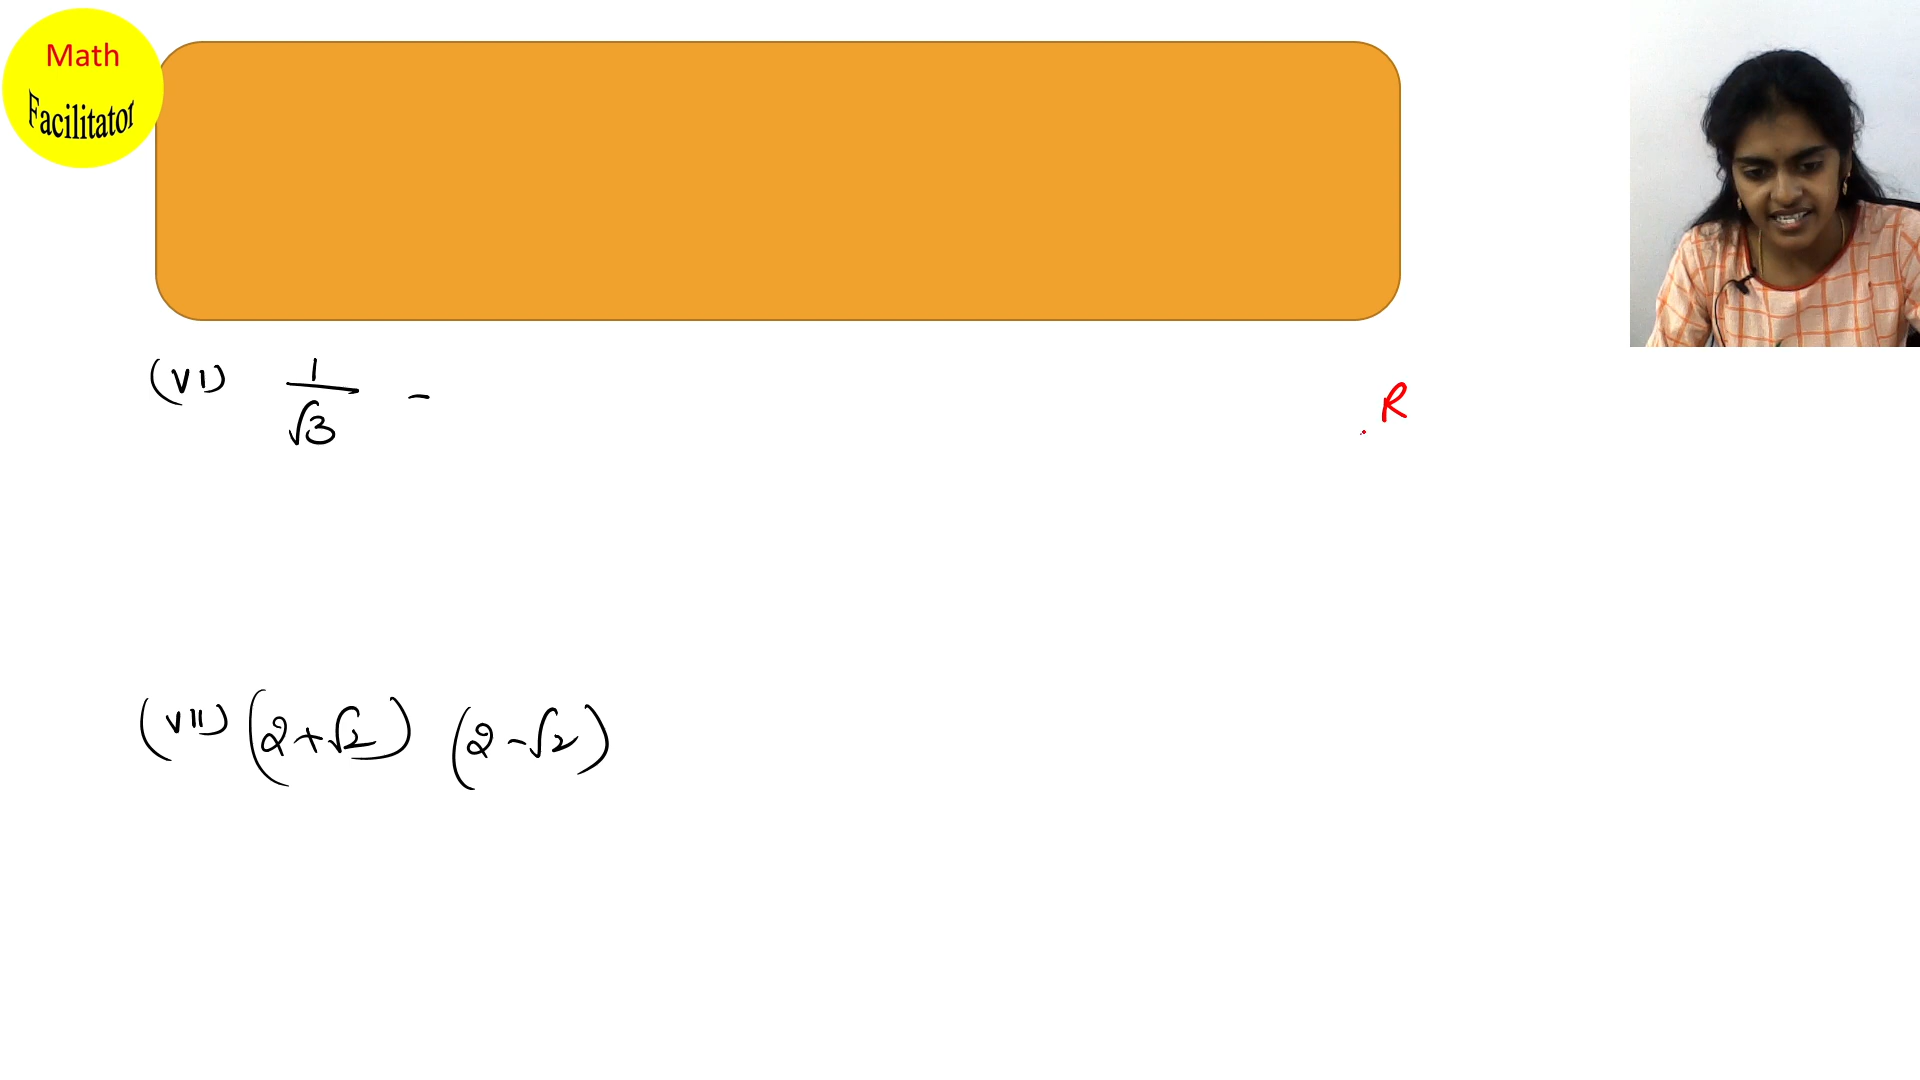 Math
Facilitator
(VI) 1/√3 -
R
(VII) (2+√2) (2-√2)